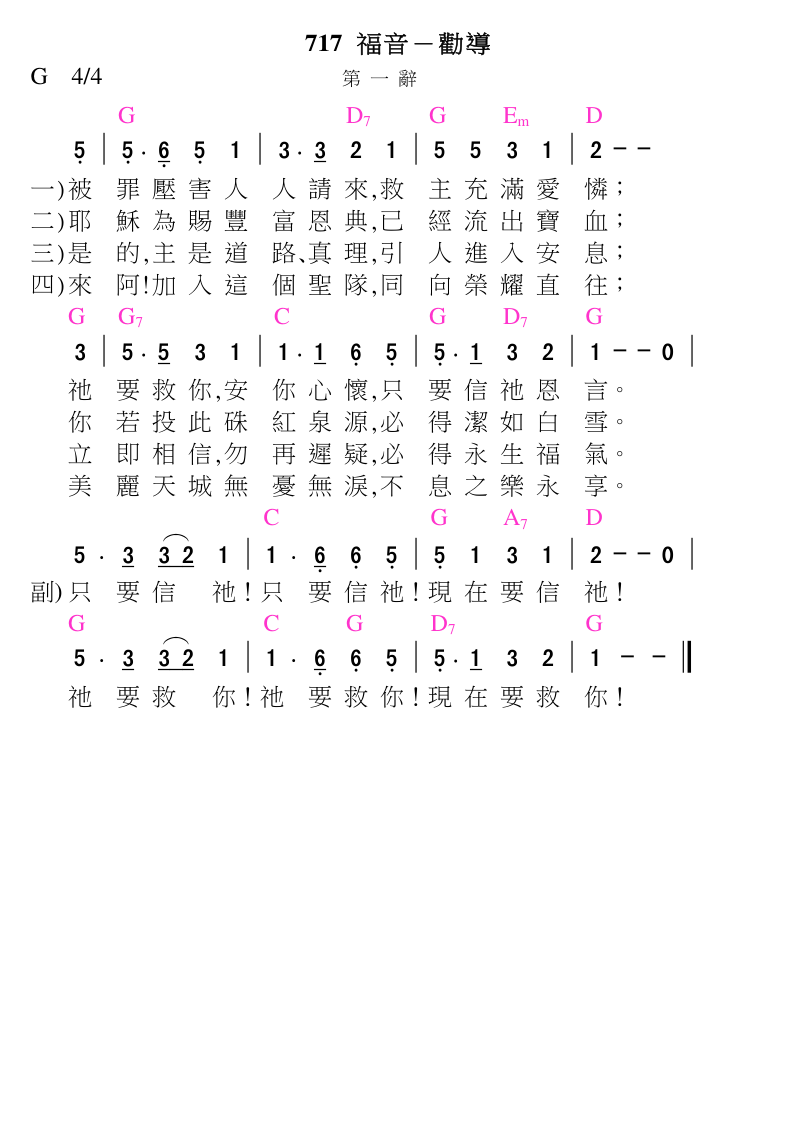 717 福音－勸導
G 4/4 第一辭
G D7 G Em D
5 | 5 · 6 5 1 | 3 · 3 2 1 | 5 5 3 1 | 2 － －
一)被 罪壓害人 人請來,救 主充滿愛 憐；
二)耶 穌為賜豐 富恩典,已 經流出寶 血；
三)是 的,主是道 路、真理,引 人進入安 息；
四)來 阿!加入這 個聖隊,同 向榮耀直 往；
G G7 C G D7 G
3 | 5 · 5 3 1 | 1 · 1 6 5 | 5 · 1 3 2 | 1 － － 0 |
祂 要救你,安 你心懷,只 要信祂恩 言。
你 若投此硃 紅泉源,必 得潔如白 雪。
立 即相信,勿 再遲疑,必 得永生福 氣。
美 麗天城無 憂無淚,不 息之樂永 享。
C G A7 D
5 · 3 3 2 1 | 1 · 6 6 5 | 5 1 3 1 | 2 － － 0 |
副)只 要信 祂!只 要信祂!現在要信 祂!
G C G D7 G
5 · 3 3 2 1 | 1 · 6 6 5 | 5 · 1 3 2 | 1 － － ||
祂 要救 你!祂 要救你!現在要救 你!